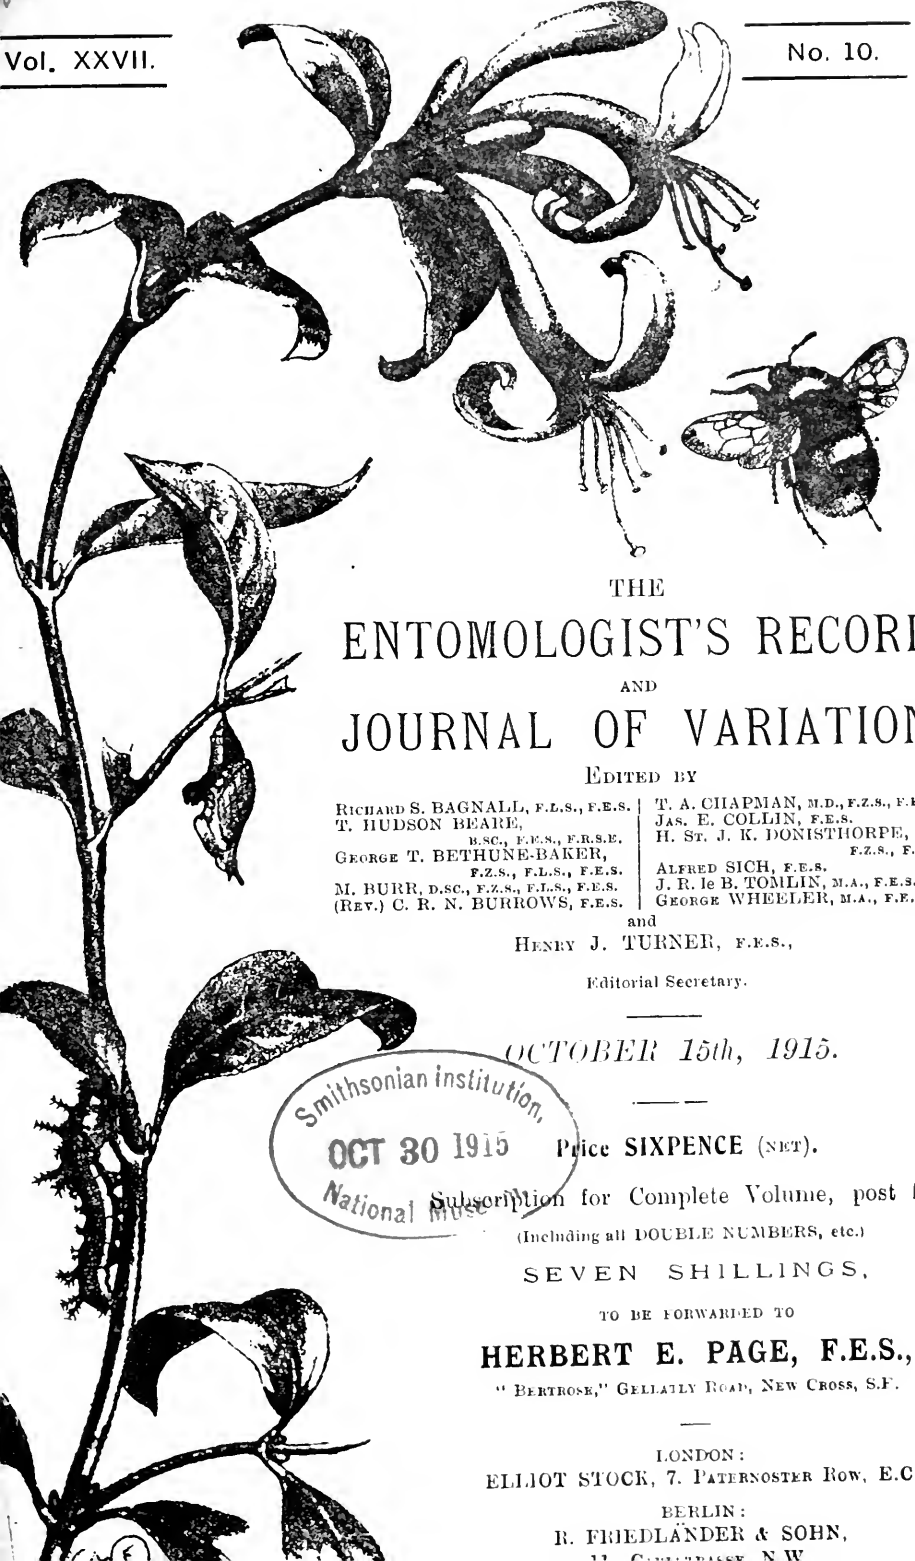 Vol. XXVII.
No. 10.
THE
ENTOMOLOGIST'S RECOR
AND
JOURNAL OF VARIATION
EDITED BY
RICHARD S. BAGNALL, F.L.S., F.E.S.
T. HUDSON BEARE,
B.SC., F.E.S., F.R.S.E.
GEORGE T. BETHUNE-BAKER,
F.Z.S., F.L.S., F.E.S.
M. BURR, D.SC., F.Z.S., F.L.S., F.E.S.
(REV.) C. R. N. BURROWS, F.E.S.
T. A. CHAPMAN, M.D., F.Z.S., F.E
JAS. E. COLLIN, F.E.S.
H. ST. J. K. DONISTHORPE,
F.Z.S., F.
ALFRED SICH, F.E.S.
J. R. le B. TOMLIN, M.A., F.E.S.
GEORGE WHEELER, M.A., F.E.
and
HENRY J. TURNER, F.E.S.,
Editorial Secretary.
OCTOBER 15th, 1915.
Smithsonian Institution,
OCT 30 1915
National Museum
Price SIXPENCE (NET).
Subscription for Complete Volume, post
(Including all DOUBLE NUMBERS, etc.)
SEVEN SHILLINGS,
TO BE FORWARDED TO
HERBERT E. PAGE, F.E.S.,
"BERTROSE," GELLATLY ROAD, NEW CROSS, S.E.
LONDON:
ELLIOT STOCK, 7, PATERNOSTER ROW, E.C
BERLIN:
R. FRIEDLÄNDER & SOHN,
11, CARLSTRASSE, N.W.